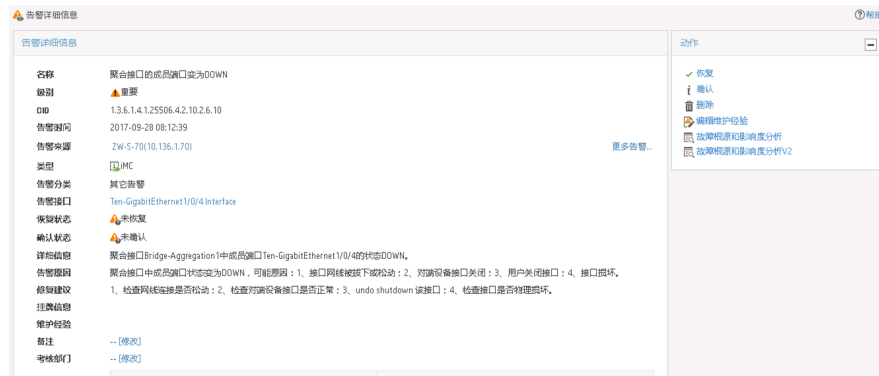 告警详细信息
帮助
告警详细信息
动作
名称 聚合接口的成员端口变为DOWN
级别 重要
OID 1.3.6.1.4.1.25506.4.2.10.2.6.10
告警时间 2017-09-28 08:12:39
告警来源 ZW-S-70(10.136.1.70) 更多告警...
类型 iMC
告警分类 其它告警
告警接口 Ten-GigabitEthernet1/0/4 Interface
恢复状态 未恢复
确认状态 未确认
详细信息 聚合接口Bridge-Aggregation1中成员端口Ten-GigabitEthernet1/0/4的状态DOWN。
告警原因 聚合接口中成员端口状态变为DOWN，可能原因：1、接口网线被拔下或松动；2、对端设备接口关闭；3、用户关闭接口；4、接口损坏。
修复建议 1、检查网线连接是否松动；2、检查对端设备接口是否正常；3、undo shutdown 该接口；4、检查接口是否物理损坏。
挂牌信息
维护经验
备注 -- [修改]
考核部门 -- [修改]
恢复
确认
删除
编辑维护经验
故障根源和影响度分析
故障根源和影响度分析V2